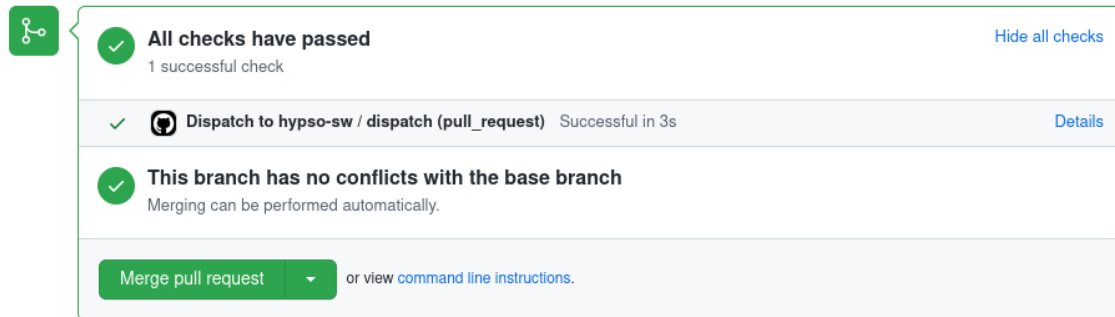 All checks have passed
Hide all checks
1 successful check
Dispatch to hypso-sw / dispatch (pull_request) Successful in 3s
Details
This branch has no conflicts with the base branch
Merging can be performed automatically.
Merge pull request
or view command line instructions.